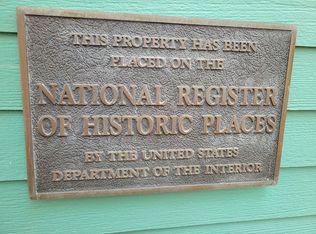 THIS PROPERTY HAS BEEN
PLACED ON THE
NATIONAL REGISTER
OF HISTORIC PLACES
BY THE UNITED STATES
DEPARTMENT OF THE INTERIOR